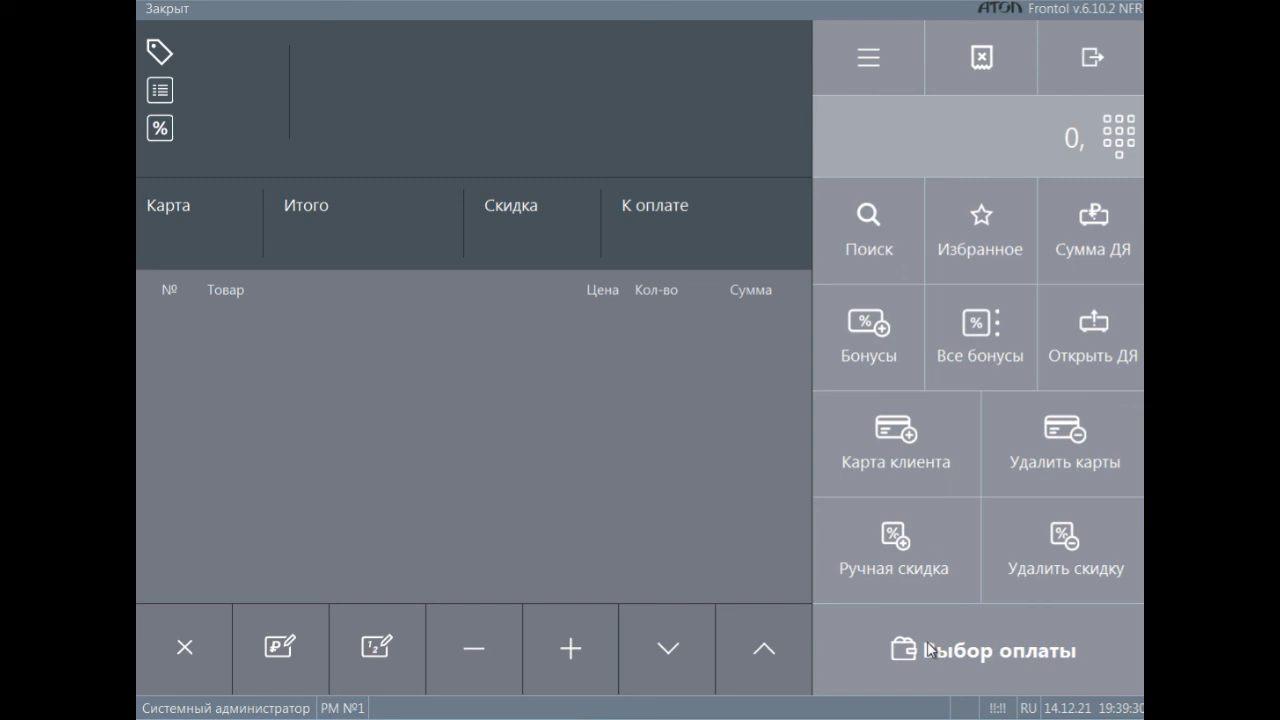 Закрыт
АТОЛ Frontol v.6.10.2 NFR
%
0,
Карта Итого Скидка К оплате
Поиск Избранное Сумма ДЯ
№ Товар Цена Кол-во Сумма
Бонусы Все бонусы Открыть ДЯ
Карта клиента Удалить карты
Ручная скидка Удалить скидку
Выбор оплаты
Системный администратор РМ №1 !!:!! RU 14.12.21 19:39:30